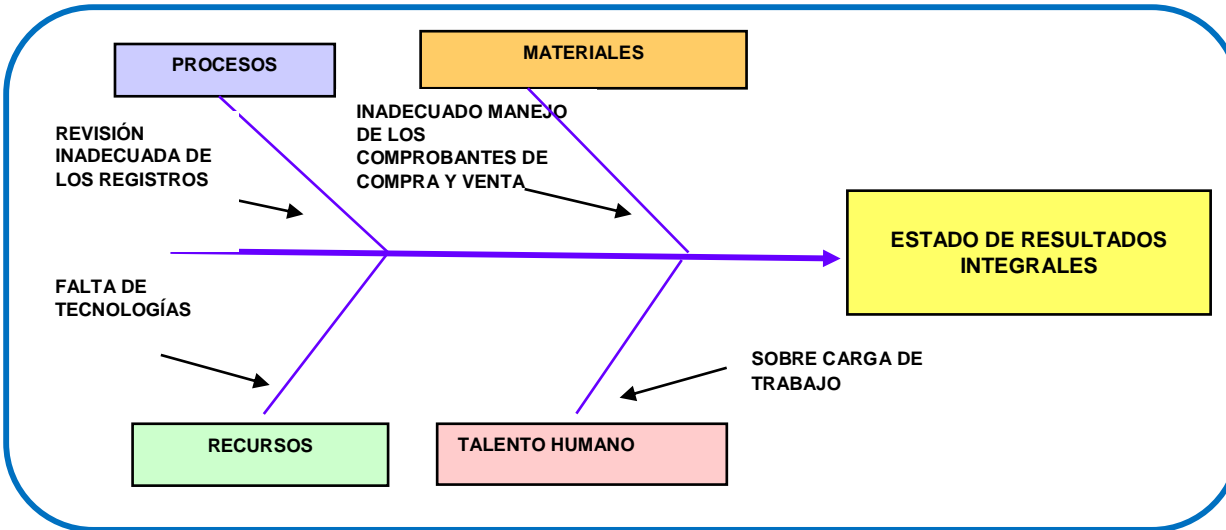 PROCESOS
MATERIALES
REVISIÓN
INADECUADA DE
LOS REGISTROS
INADECUADO MANEJO
DE LOS
COMPROBANTES DE
COMPRA Y VENTA
ESTADO DE RESULTADOS
INTEGRALES
FALTA DE
TECNOLOGÍAS
SOBRE CARGA DE
TRABAJO
RECURSOS
TALENTO HUMANO